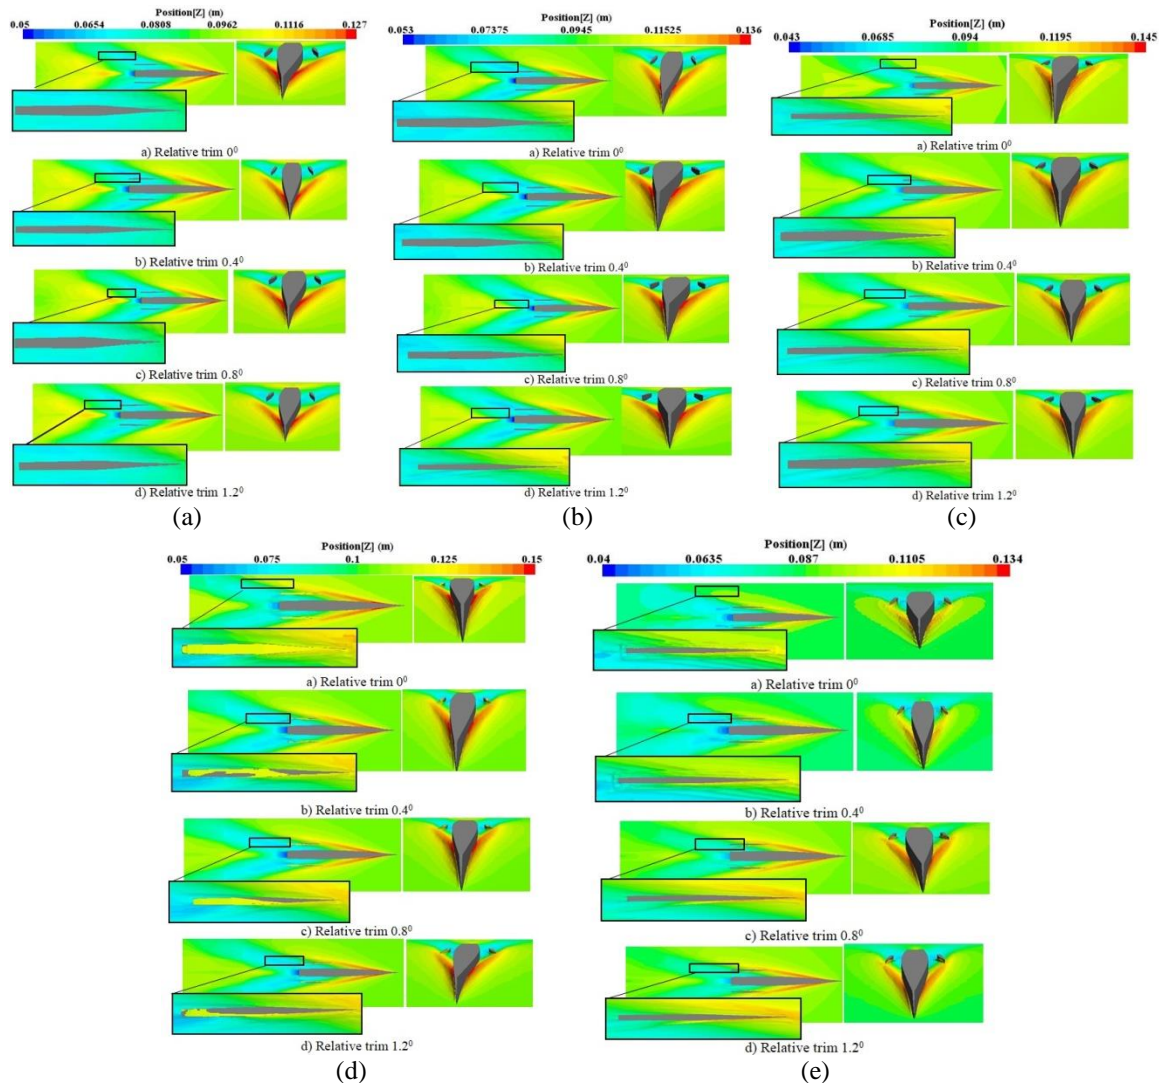 Position[Z] (m)
0.05 0.0654 0.0808 0.0962 0.1116 0.127
a) Relative trim 0⁰
b) Relative trim 0.4⁰
c) Relative trim 0.8⁰
d) Relative trim 1.2⁰
(a)
Position[Z] (m)
0.053 0.07375 0.0945 0.11525 0.136
a) Relative trim 0⁰
b) Relative trim 0.4⁰
c) Relative trim 0.8⁰
d) Relative trim 1.2⁰
(b)
Position[Z] (m)
0.043 0.0685 0.094 0.1195 0.145
a) Relative trim 0⁰
b) Relative trim 0.4⁰
c) Relative trim 0.8⁰
d) Relative trim 1.2⁰
(c)
Position[Z] (m)
0.05 0.075 0.1 0.125 0.15
a) Relative trim 0⁰
b) Relative trim 0.4⁰
c) Relative trim 0.8⁰
d) Relative trim 1.2⁰
(d)
Position[Z] (m)
0.04 0.0635 0.087 0.1105 0.134
a) Relative trim 0⁰
b) Relative trim 0.4⁰
c) Relative trim 0.8⁰
d) Relative trim 1.2⁰
(e)